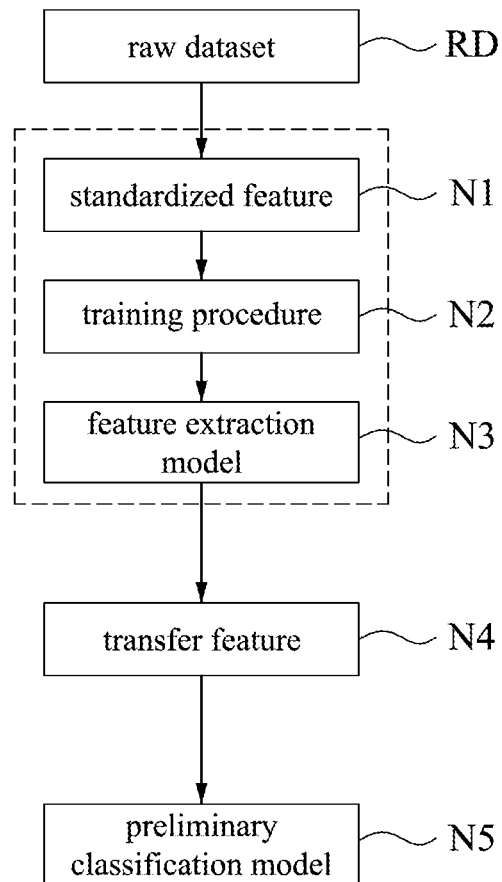 raw dataset RD
standardized feature N1
training procedure N2
feature extraction
model N3
transfer feature N4
preliminary
classification model N5